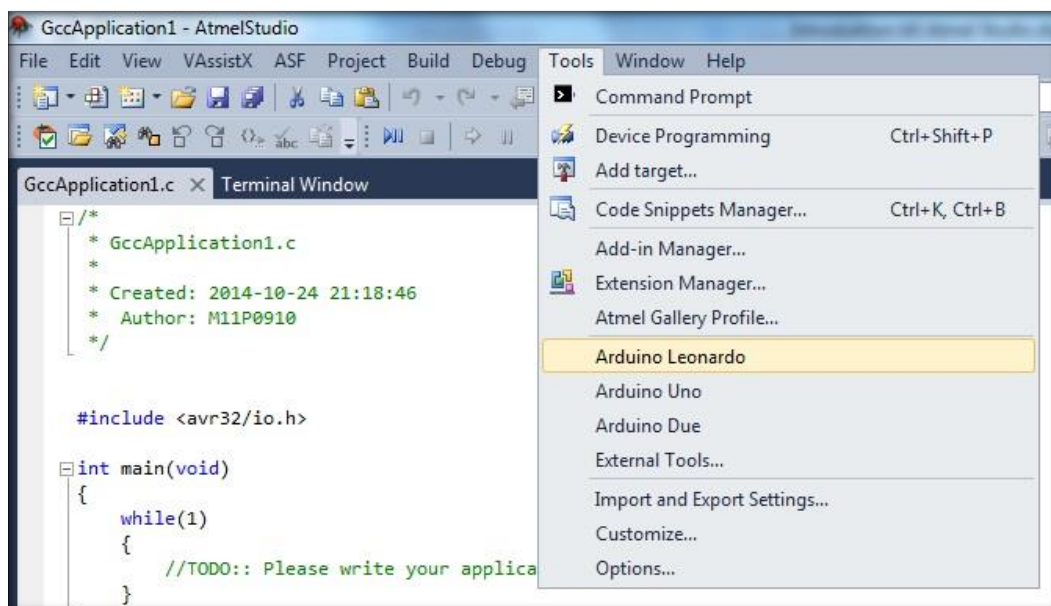 GccApplication1 - AtmelStudio
File Edit View VAssistX ASF Project Build Debug Tools Window Help
Command Prompt
Device Programming Ctrl+Shift+P
Add target...
Code Snippets Manager... Ctrl+K, Ctrl+B
Add-in Manager...
Extension Manager...
Atmel Gallery Profile...
Arduino Leonardo
Arduino Uno
Arduino Due
External Tools...
Import and Export Settings...
Customize...
Options...
GccApplication1.c Terminal Window
/*
* GccApplication1.c
*
* Created: 2014-10-24 21:18:46
* Author: M11P0910
*/
#include <avr32/io.h>
int main(void)
{
while(1)
{
//TODO:: Please write your applica
}